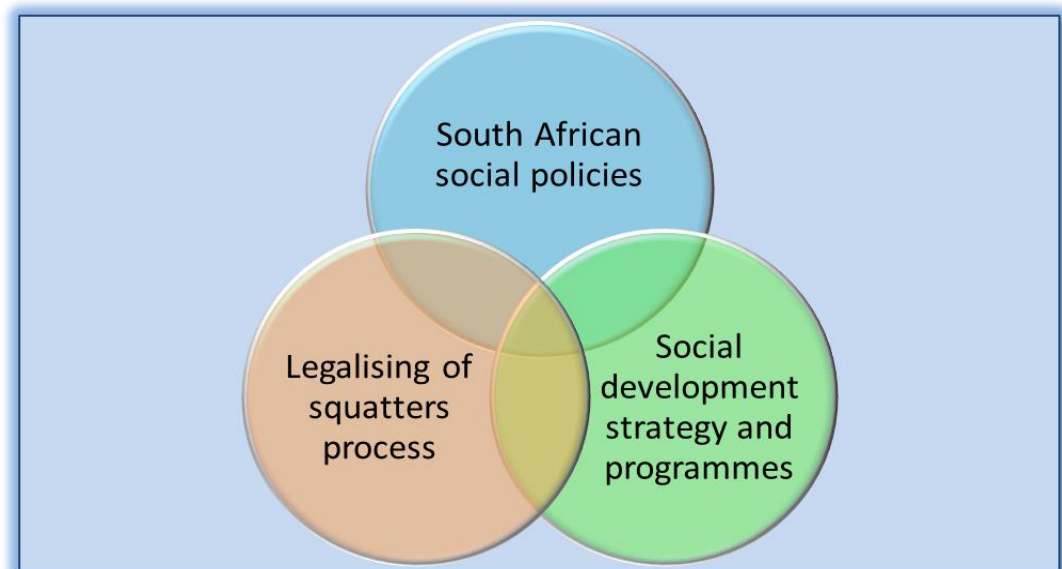 South African
social policies
Legalising of
squatters
process
Social
development
strategy and
programmes